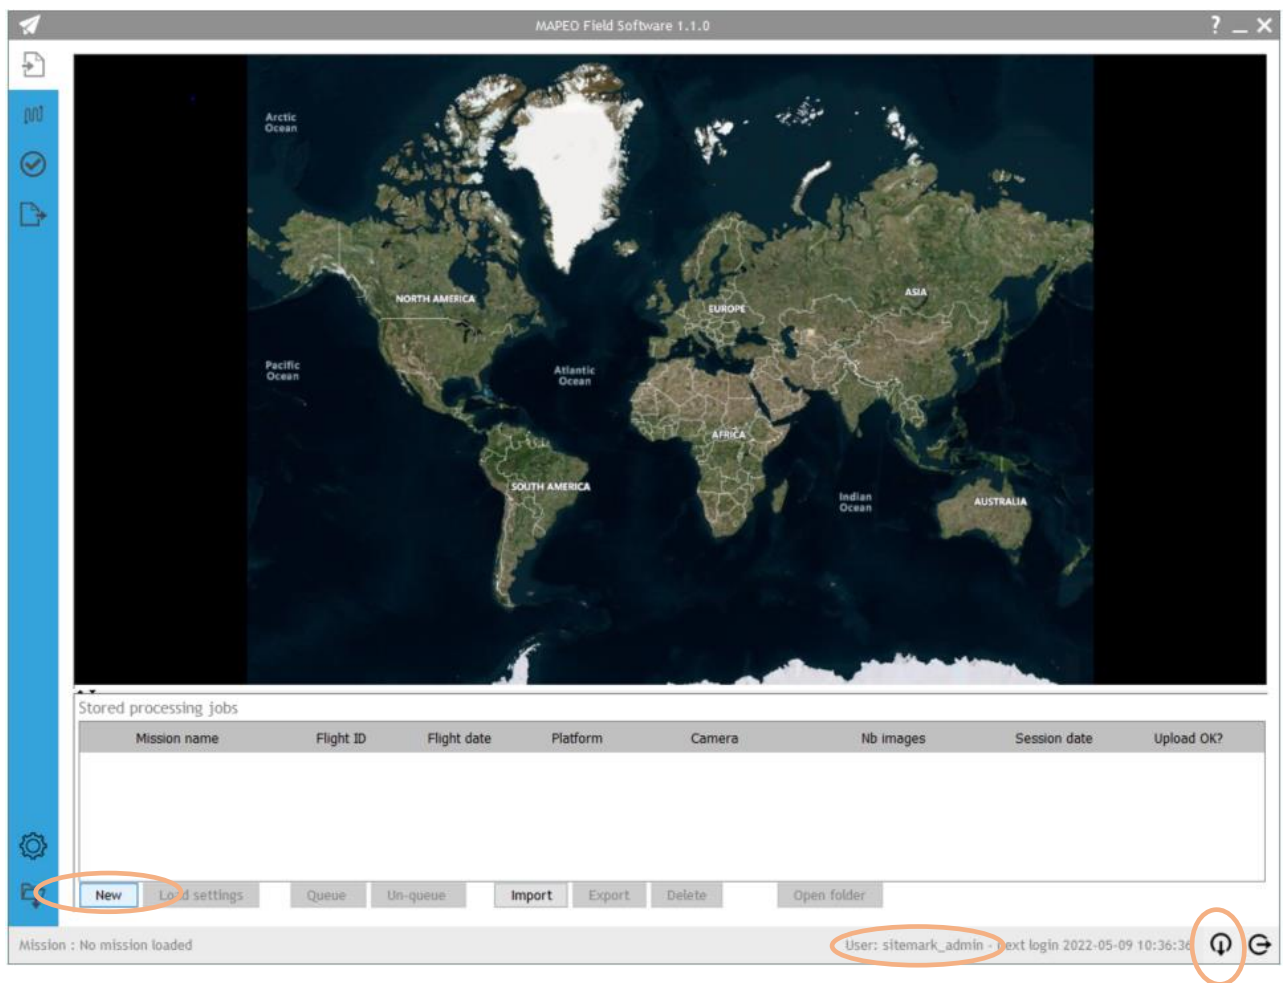 MAPEO Field Software 1.1.0
?
Arctic
Ocean
NORTH AMERICA
EUROPE
ASIA
Pacific
Ocean
Atlantic
Ocean
AFRICA
SOUTH AMERICA
Indian
Ocean
AUSTRALIA
Stored processing jobs
Mission name Flight ID Flight date Platform Camera Nb images Session date Upload OK?
New Load settings Queue Un-queue Import Export Delete Open folder
Mission : No mission loaded User: sitemark_admin - next login 2022-05-09 10:36:36